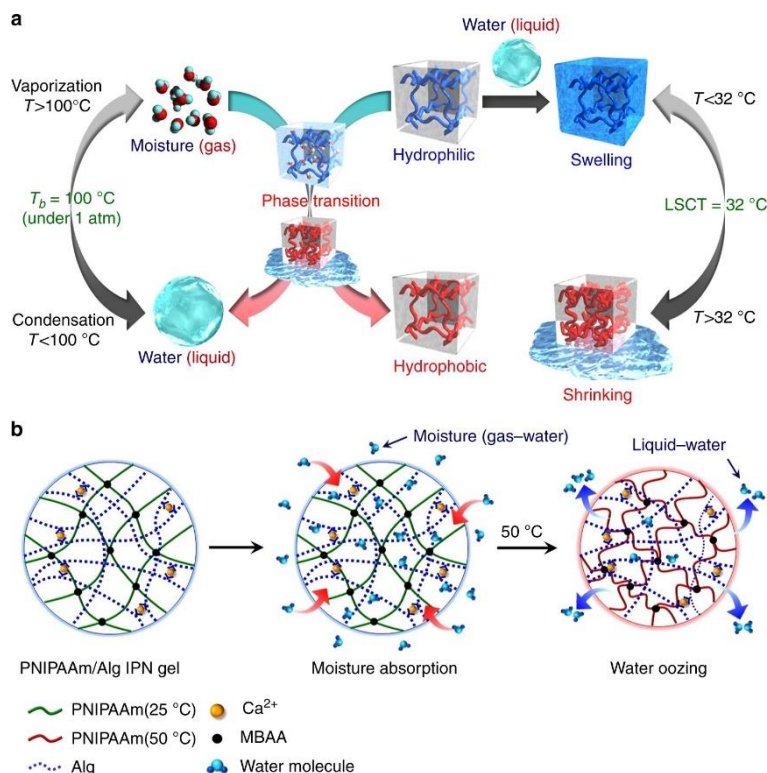 a
Water
(liquid)
Vaporization
T>100°C
Moisture (gas)
Hydrophilic
Swelling
T<32 °C
Tb = 100 °C
(under 1 atm)
Phase transition
LSCT = 32 °C
Condensation
T<100 °C
Water (liquid)
Hydrophobic
Shrinking
T>32 °C
b
Moisture (gas–water)
Liquid–water
50 °C
PNIPAAm/Alg IPN gel
Moisture absorption
Water oozing
PNIPAAm(25 °C)
Ca2+
PNIPAAm(50 °C)
MBAA
Alg
Water molecule